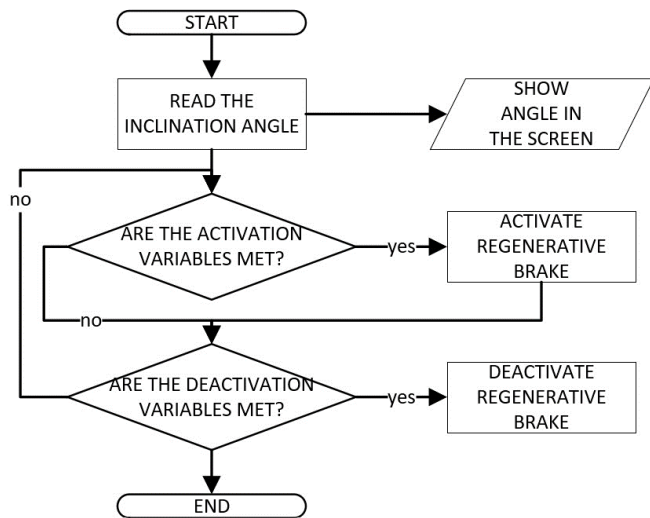 START
READ THE
INCLINATION ANGLE
SHOW
ANGLE IN
THE SCREEN
no
ARE THE ACTIVATION
VARIABLES MET?
yes
ACTIVATE
REGENERATIVE
BRAKE
no
ARE THE DEACTIVATION
VARIABLES MET?
yes
DEACTIVATE
REGENERATIVE
BRAKE
END